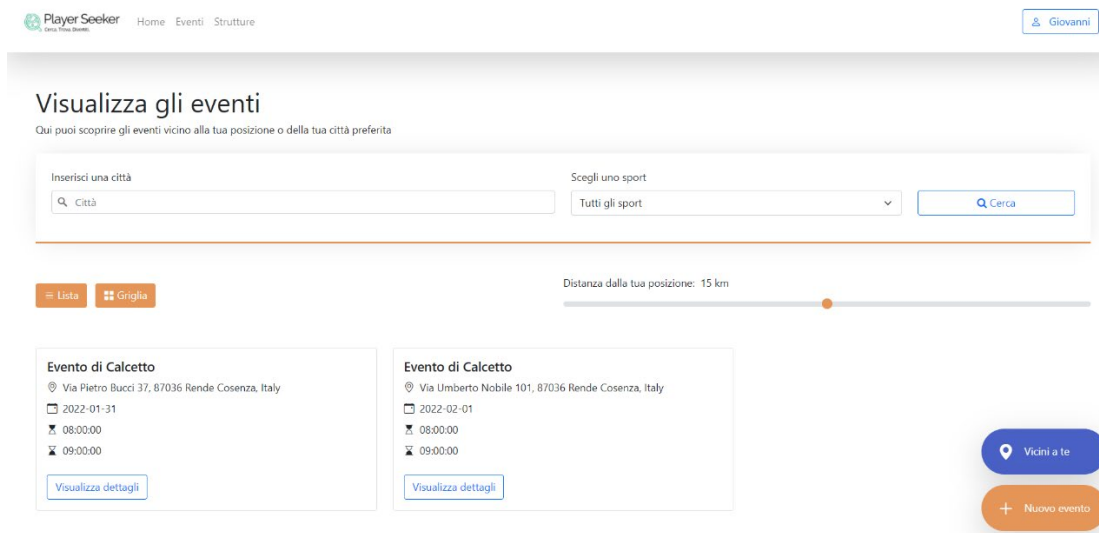 Player Seeker
Cerca, Trova, Divertiti
Home Eventi Strutture
Giovanni
Visualizza gli eventi
Qui puoi scoprire gli eventi vicino alla tua posizione o della tua città preferita
Inserisci una città
Scegli uno sport
Città
Tutti gli sport
Cerca
Distanza dalla tua posizione: 15 km
Lista
Griglia
Evento di Calcetto
Via Pietro Bucci 37, 87036 Rende Cosenza, Italy
2022-01-31
08:00:00
09:00:00
Visualizza dettagli
Evento di Calcetto
Via Umberto Nobile 101, 87036 Rende Cosenza, Italy
2022-02-01
08:00:00
09:00:00
Visualizza dettagli
Vicini a te
Nuovo evento